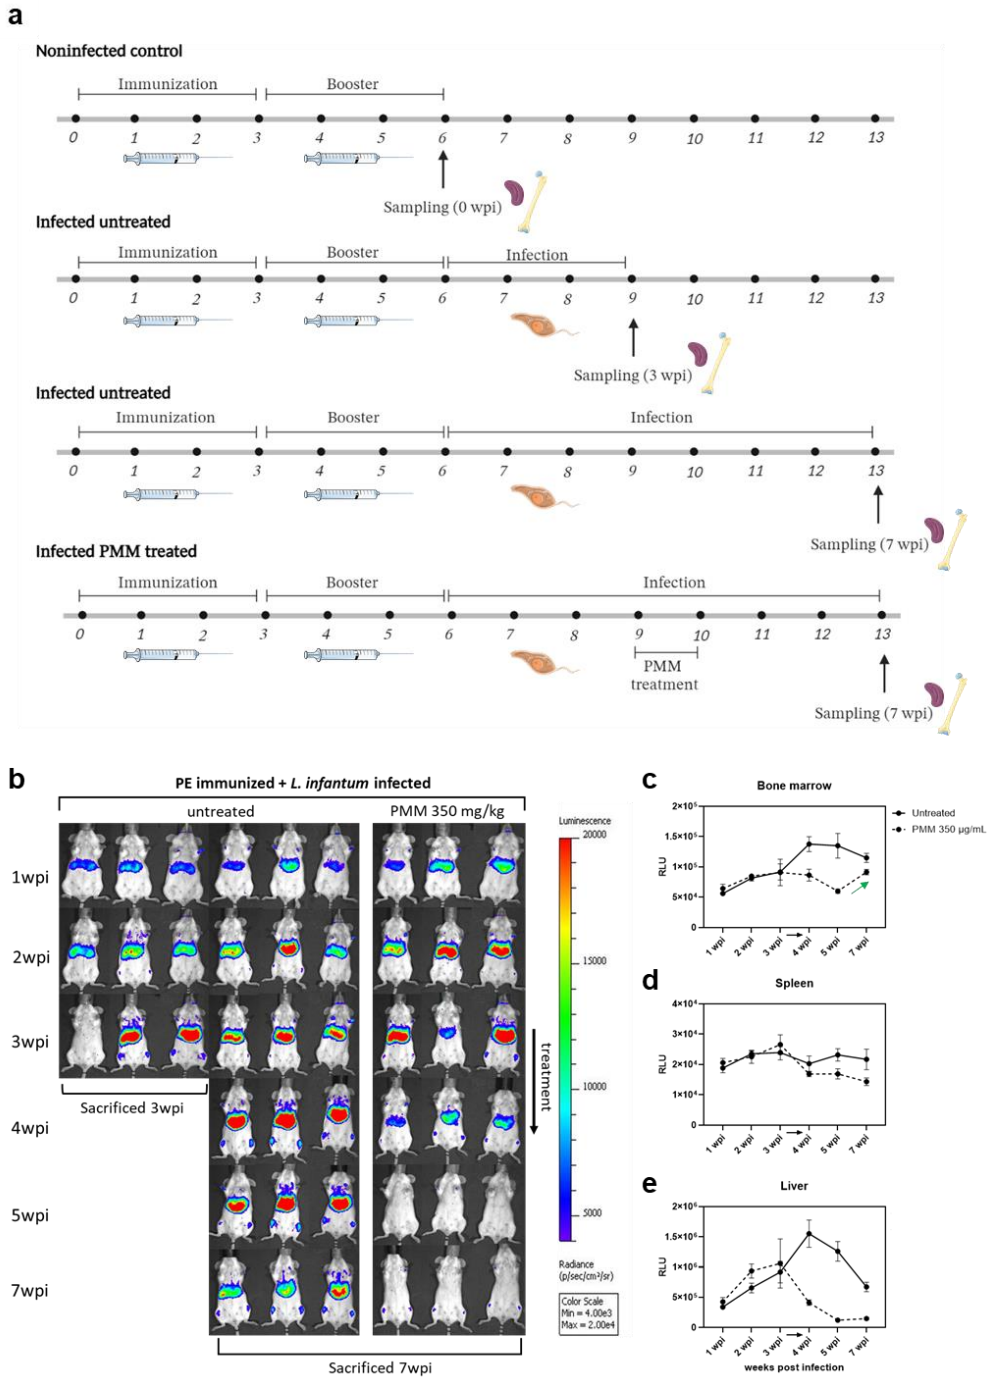 a
Noninfected control
Immunization Booster
0 1 2 3 4 5 6 7 8 9 10 11 12 13
Sampling (0 wpi)
Infected untreated
Immunization Booster Infection
0 1 2 3 4 5 6 7 8 9 10 11 12 13
Sampling (3 wpi)
Infected untreated
Immunization Booster Infection
0 1 2 3 4 5 6 7 8 9 10 11 12 13
Sampling (7 wpi)
Infected PMM treated
Immunization Booster Infection
0 1 2 3 4 5 6 7 8 9 10 11 12 13
PMM
treatment
Sampling (7 wpi)
b
PE immunized + L. infantum infected
untreated PMM 350 mg/kg
1wpi
2wpi
3wpi
4wpi
5wpi
7wpi
Sacrificed 3wpi
treatment
Sacrificed 7wpi
Luminescence
20000
15000
10000
5000
Radiance
(p/sec/cm²/sr)
Color Scale
Min = 4.00e3
Max = 2.00e4
c
Bone marrow
2×10⁵
1.5×10⁵
1×10⁵
5×10⁴
0
RLU
1 wpi 2 wpi 3 wpi 4 wpi 5 wpi 7 wpi
Untreated
PMM 350 µg/mL
d
Spleen
4×10⁴
3×10⁴
2×10⁴
1×10⁴
0
RLU
1 wpi 2 wpi 3 wpi 4 wpi 5 wpi 7 wpi
e
Liver
2×10⁶
1.5×10⁶
1×10⁶
5×10⁵
0
RLU
1 wpi 2 wpi 3 wpi 4 wpi 5 wpi 7 wpi
weeks post infection